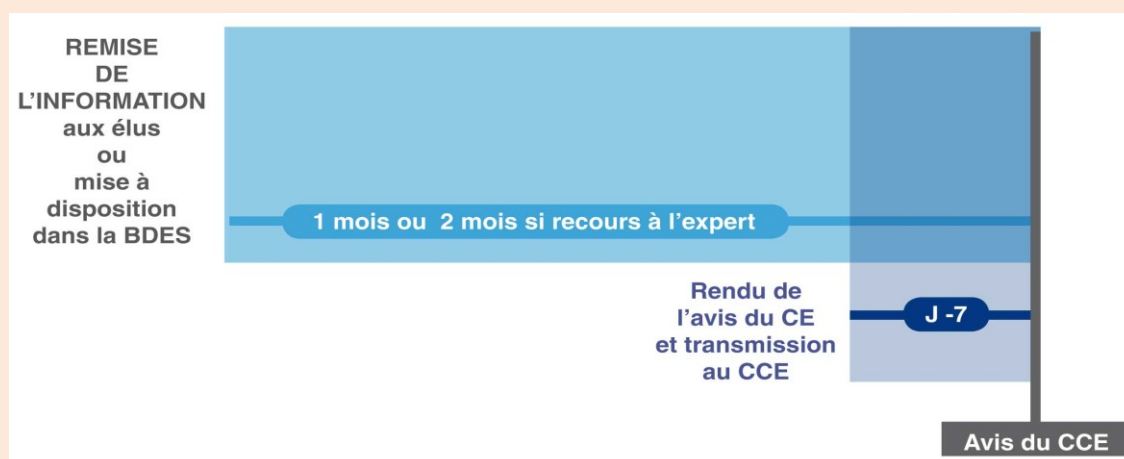 REMISE
DE
L'INFORMATION
aux élus
ou
mise à
disposition
dans la BDES
1 mois ou 2 mois si recours à l'expert
Rendu de
l'avis du CE
et transmission
au CCE
J -7
Avis du CCE